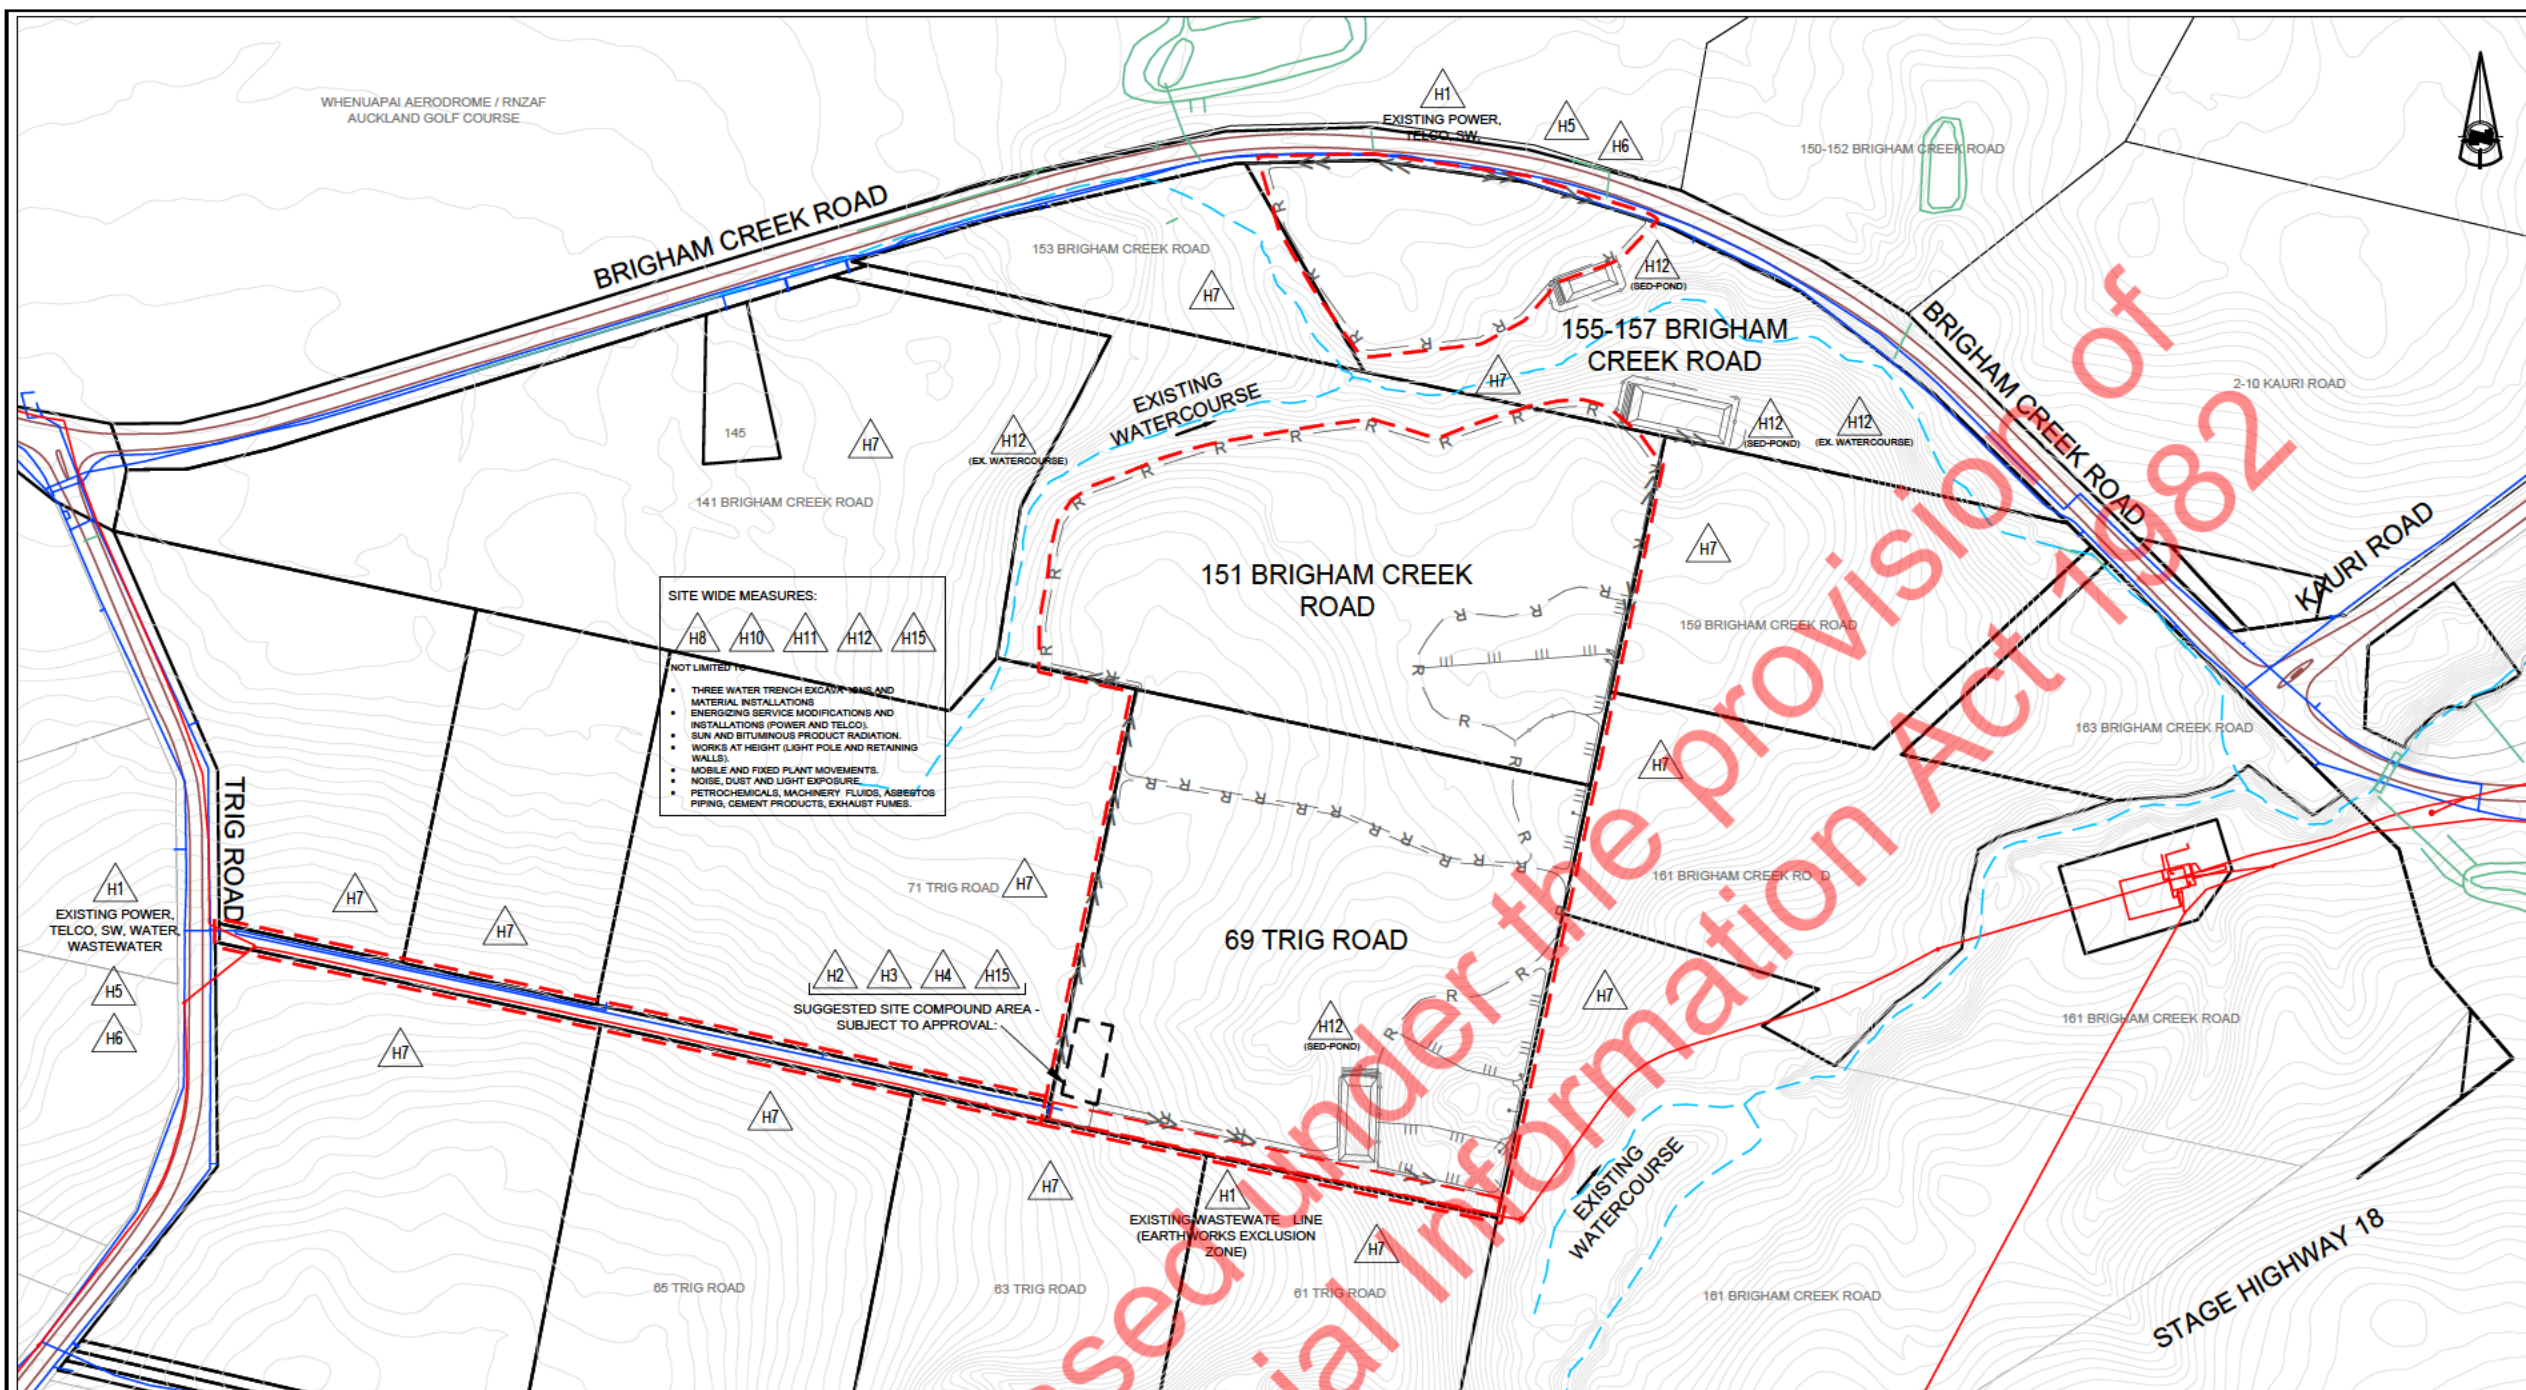 WHENUAPAI AERODROME / RNZAF
AUCKLAND GOLF COURSE
H1
EXISTING POWER,
TELCO, SW,
H5
H6
150-152 BRIGHAM CREEK ROAD
BRIGHAM CREEK ROAD
153 BRIGHAM CREEK ROAD
H7
H12
(SED-POND)
155-157 BRIGHAM
CREEK ROAD
BRIGHAM CREEK ROAD
2-10 KAURI ROAD
EXISTING
WATERCOURSE
H7
145
H7
H12
(EX. WATERCOURSE)
H12
(SED-POND)
H12
(EX. WATERCOURSE)
141 BRIGHAM CREEK ROAD
H7
KAURI ROAD
151 BRIGHAM CREEK
ROAD
SITE WIDE MEASURES:
H8 H10 H11 H12 H15
NOT LIMITED TO
• THREE WATER TRENCH EXCAVATIONS AND
MATERIAL INSTALLATIONS
• ENERGIZING SERVICE MODIFICATIONS AND
INSTALLATIONS (POWER AND TELCO).
• SUN AND BITUMINOUS PRODUCT RADIATION.
• WORKS AT HEIGHT (LIGHT POLE AND RETAINING
WALLS).
• MOBILE AND FIXED PLANT MOVEMENTS.
• NOISE, DUST AND LIGHT EXPOSURE.
• PETROCHEMICALS, MACHINERY FLUIDS, ASBESTOS
PIPING, CEMENT PRODUCTS, EXHAUST FUMES.
159 BRIGHAM CREEK ROAD
163 BRIGHAM CREEK ROAD
H7
TRIG ROAD
H1
EXISTING POWER,
TELCO, SW, WATER,
WASTEWATER
H5
H6
H7
H7
71 TRIG ROAD
H7
161 BRIGHAM CREEK RO D
69 TRIG ROAD
H2 H3 H4 H15
SUGGESTED SITE COMPOUND AREA -
SUBJECT TO APPROVAL:
H7
H12
(SED-POND)
H7
161 BRIGHAM CREEK ROAD
H7
H7
H1
EXISTING WASTEWATE LINE
(EARTHWORKS EXCLUSION
ZONE)
H7
EXISTING
WATERCOURSE
65 TRIG ROAD
63 TRIG ROAD
61 TRIG ROAD
161 BRIGHAM CREEK ROAD
STAGE HIGHWAY 18
sed under the provision of
ial Information Act 1982